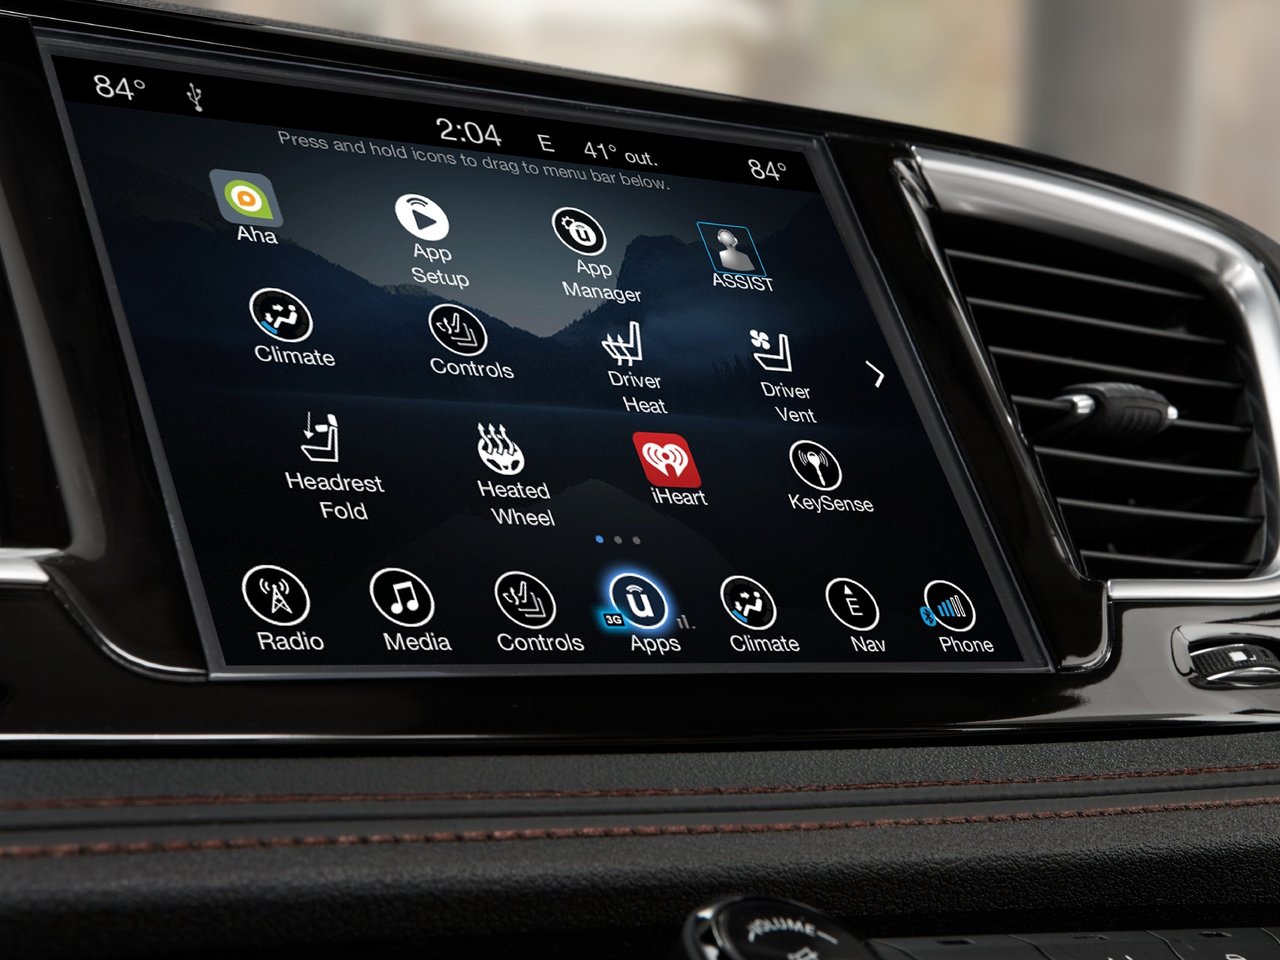 84° 2:04 E 41° out. 84°
Press and hold icons to drag to menu bar below.
Aha
App
Setup
App
Manager
ASSIST
Climate
Controls
Driver
Heat
Driver
Vent
Headrest
Fold
Heated
Wheel
iHeart
KeySense
Radio
Media
Controls
3G
Apps
Climate
E
Nav
Phone
VOLUME